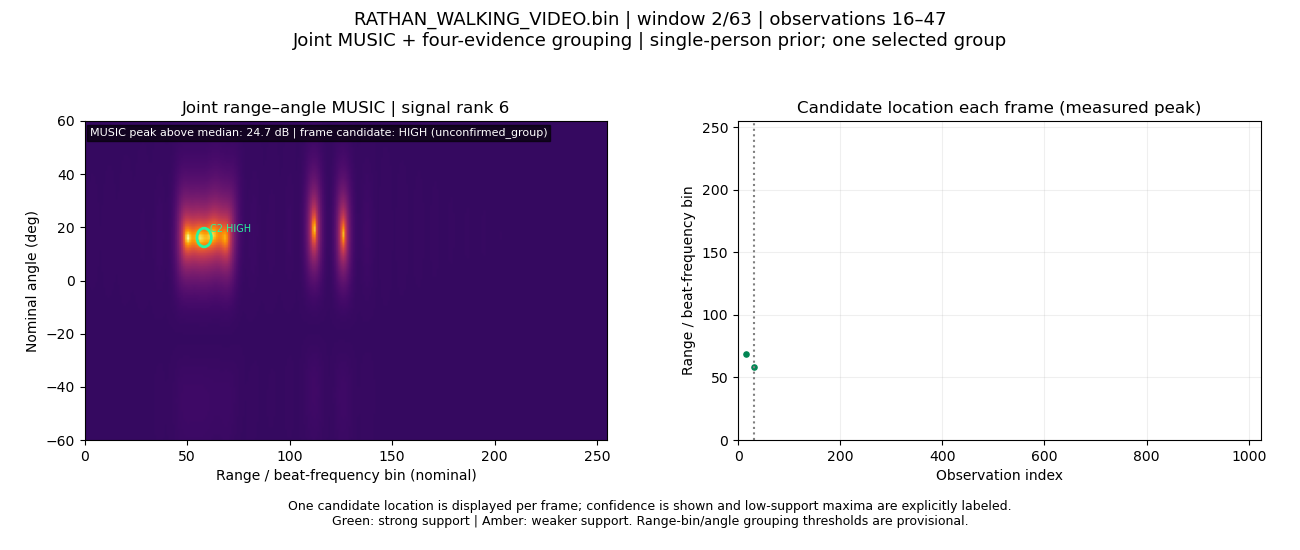 RATHAN_WALKING_VIDEO.bin | window 2/63 | observations 16–47
Joint MUSIC + four-evidence grouping | single-person prior; one selected group
Joint range–angle MUSIC | signal rank 6
MUSIC peak above median: 24.7 dB | frame candidate: HIGH (unconfirmed_group)
60
40
20
0
−20
−40
−60
Nominal angle (deg)
HIGH
0
50
100
150
200
250
Range / beat-frequency bin (nominal)
Candidate location each frame (measured peak)
250
200
150
100
50
0
Range / beat-frequency bin
0
200
400
600
800
1000
Observation index
One candidate location is displayed per frame; confidence is shown and low-support maxima are explicitly labeled.
Green: strong support | Amber: weaker support. Range-bin/angle grouping thresholds are provisional.